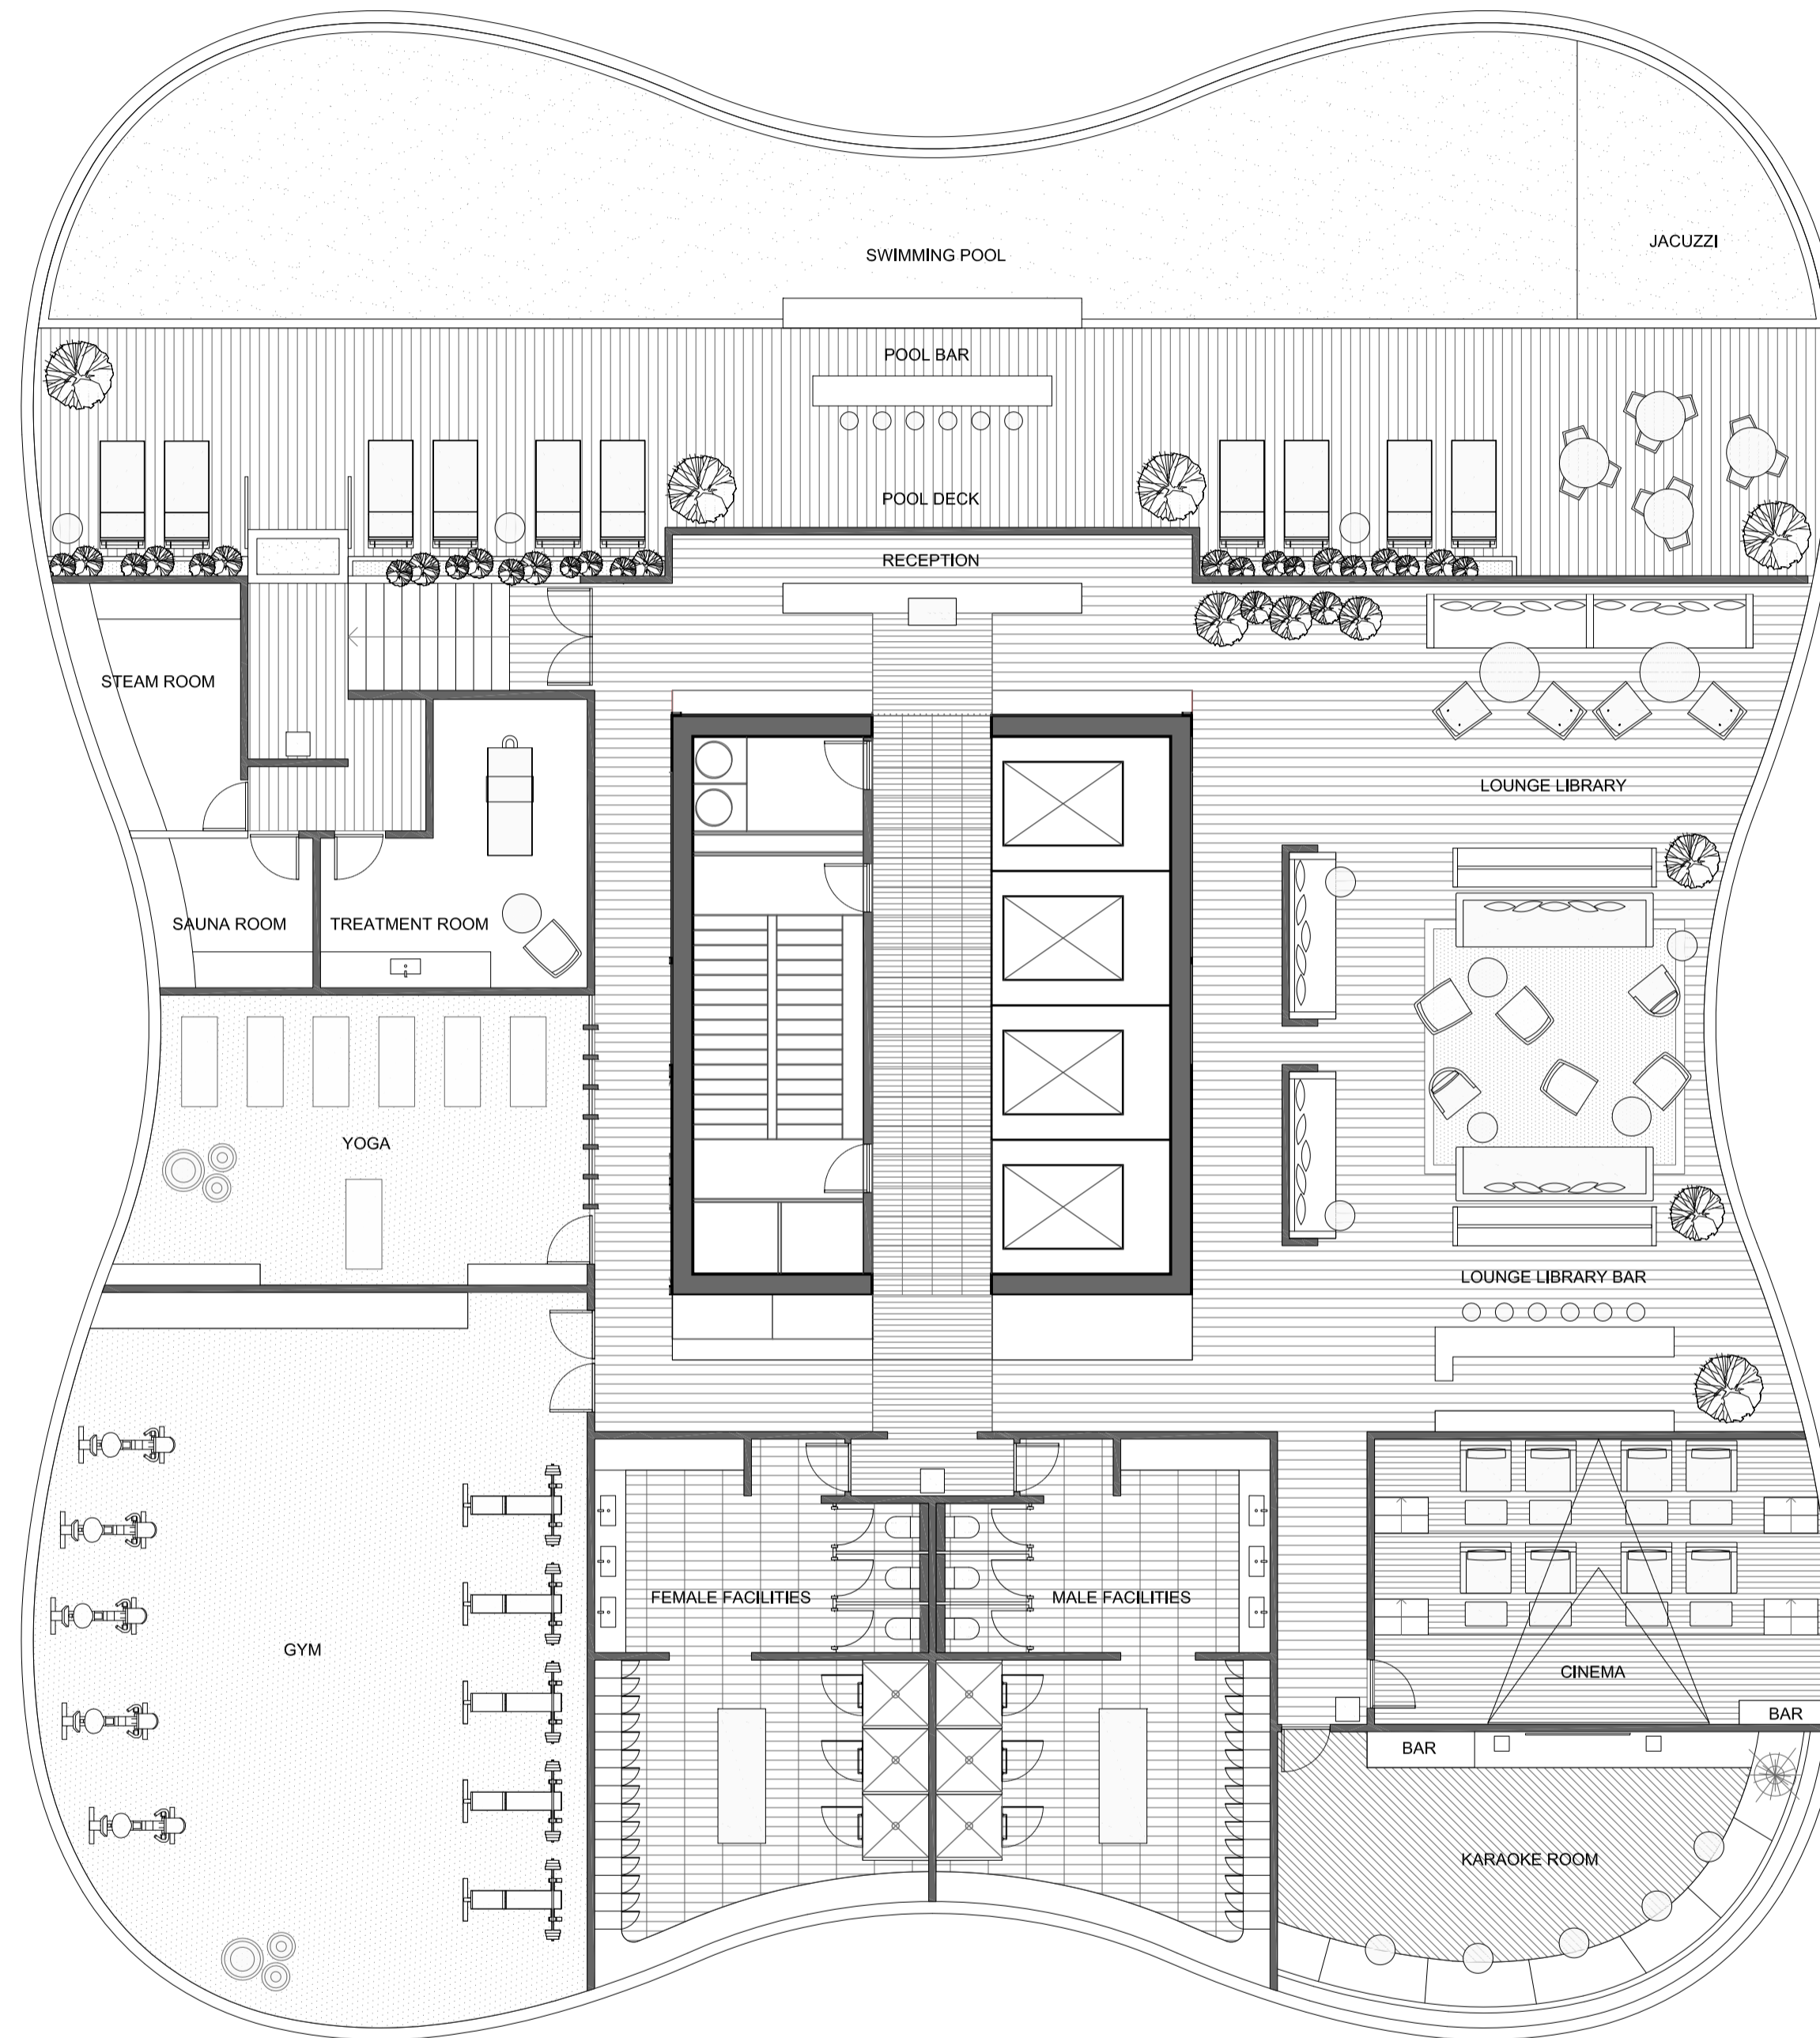 SWIMMING POOL
JACUZZI
POOL BAR
POOL DECK
RECEPTION
STEAM ROOM
LOUNGE LIBRARY
SAUNA ROOM
TREATMENT ROOM
YOGA
LOUNGE LIBRARY BAR
FEMALE FACILITIES
MALE FACILITIES
GYM
CINEMA
BAR
BAR
KARAOKE ROOM